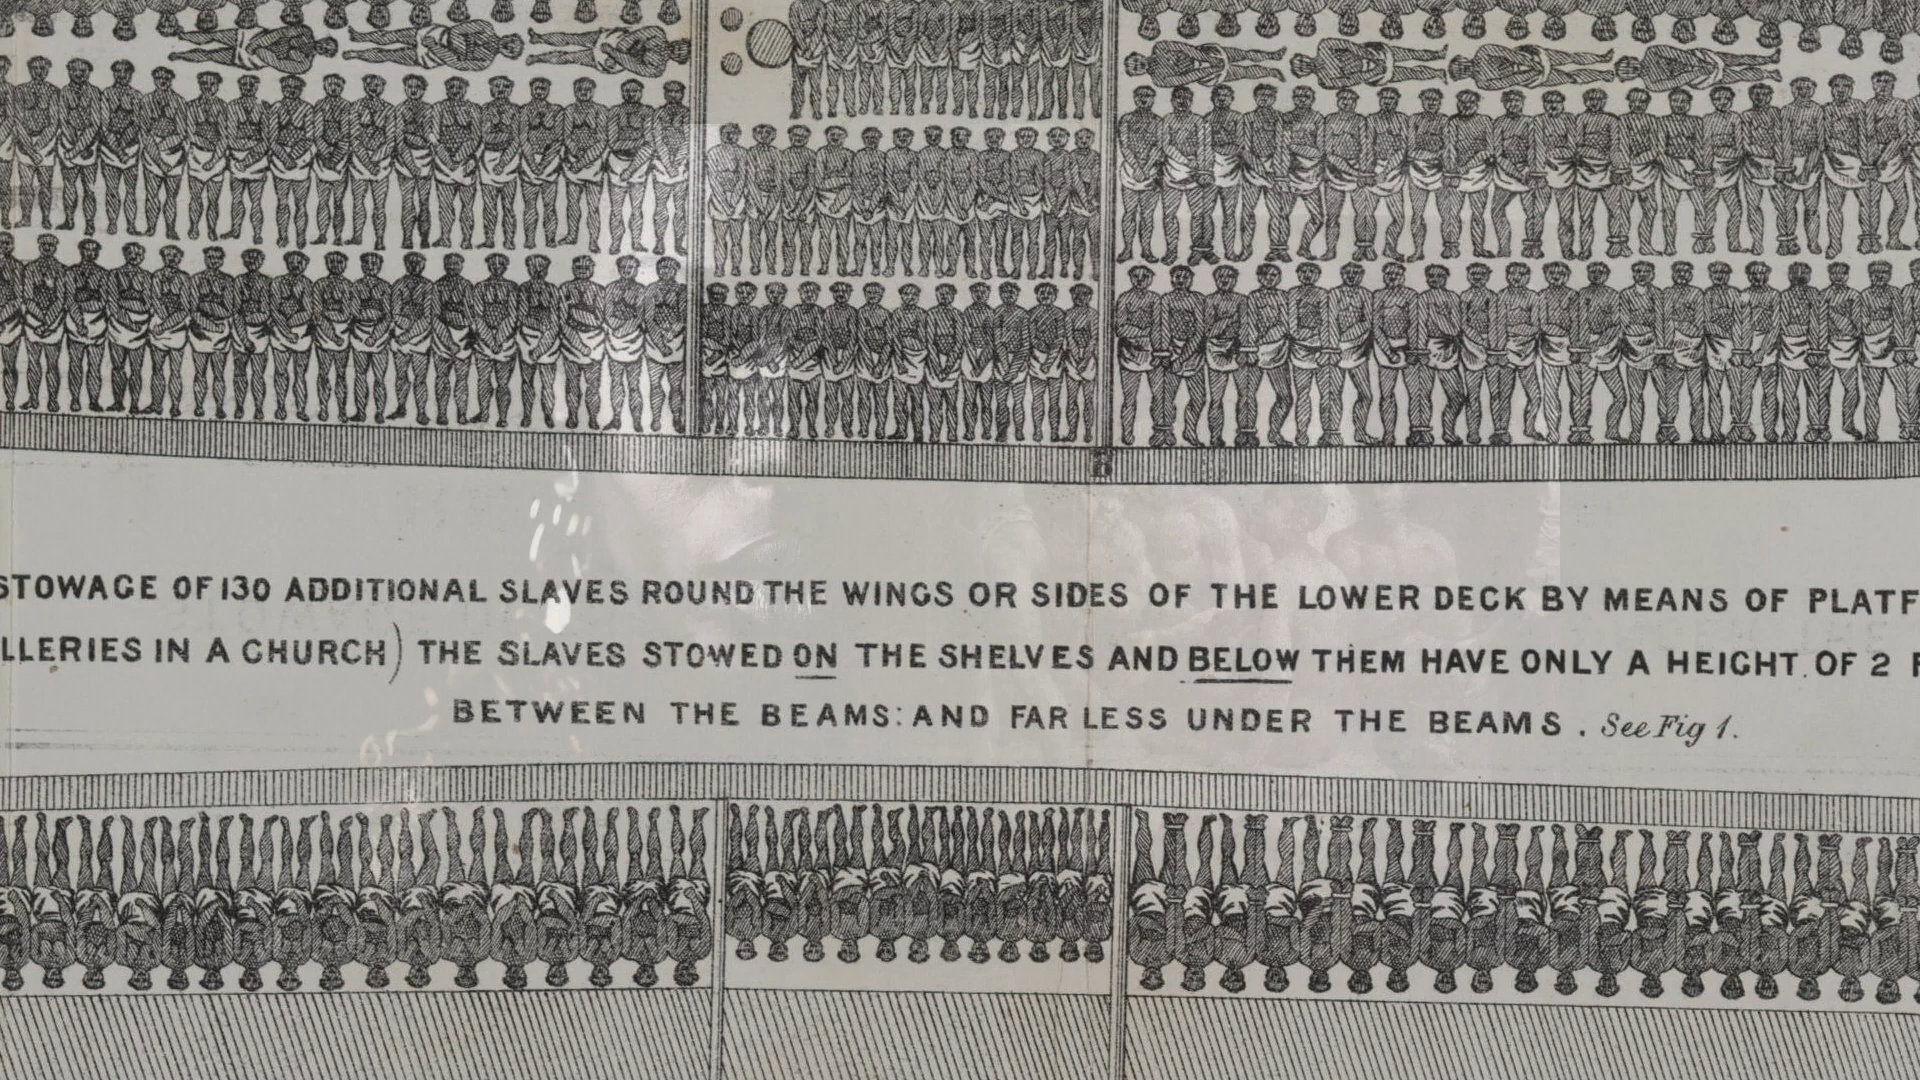 STOWAGE OF 130 ADDITIONAL SLAVES ROUND THE WINGS OR SIDES OF THE LOWER DECK BY MEANS OF PLATF
LLERIES IN A CHURCH) THE SLAVES STOWED ON THE SHELVES AND BELOW THEM HAVE ONLY A HEIGHT OF 2 F
BETWEEN THE BEAMS: AND FAR LESS UNDER THE BEAMS. See Fig 1.